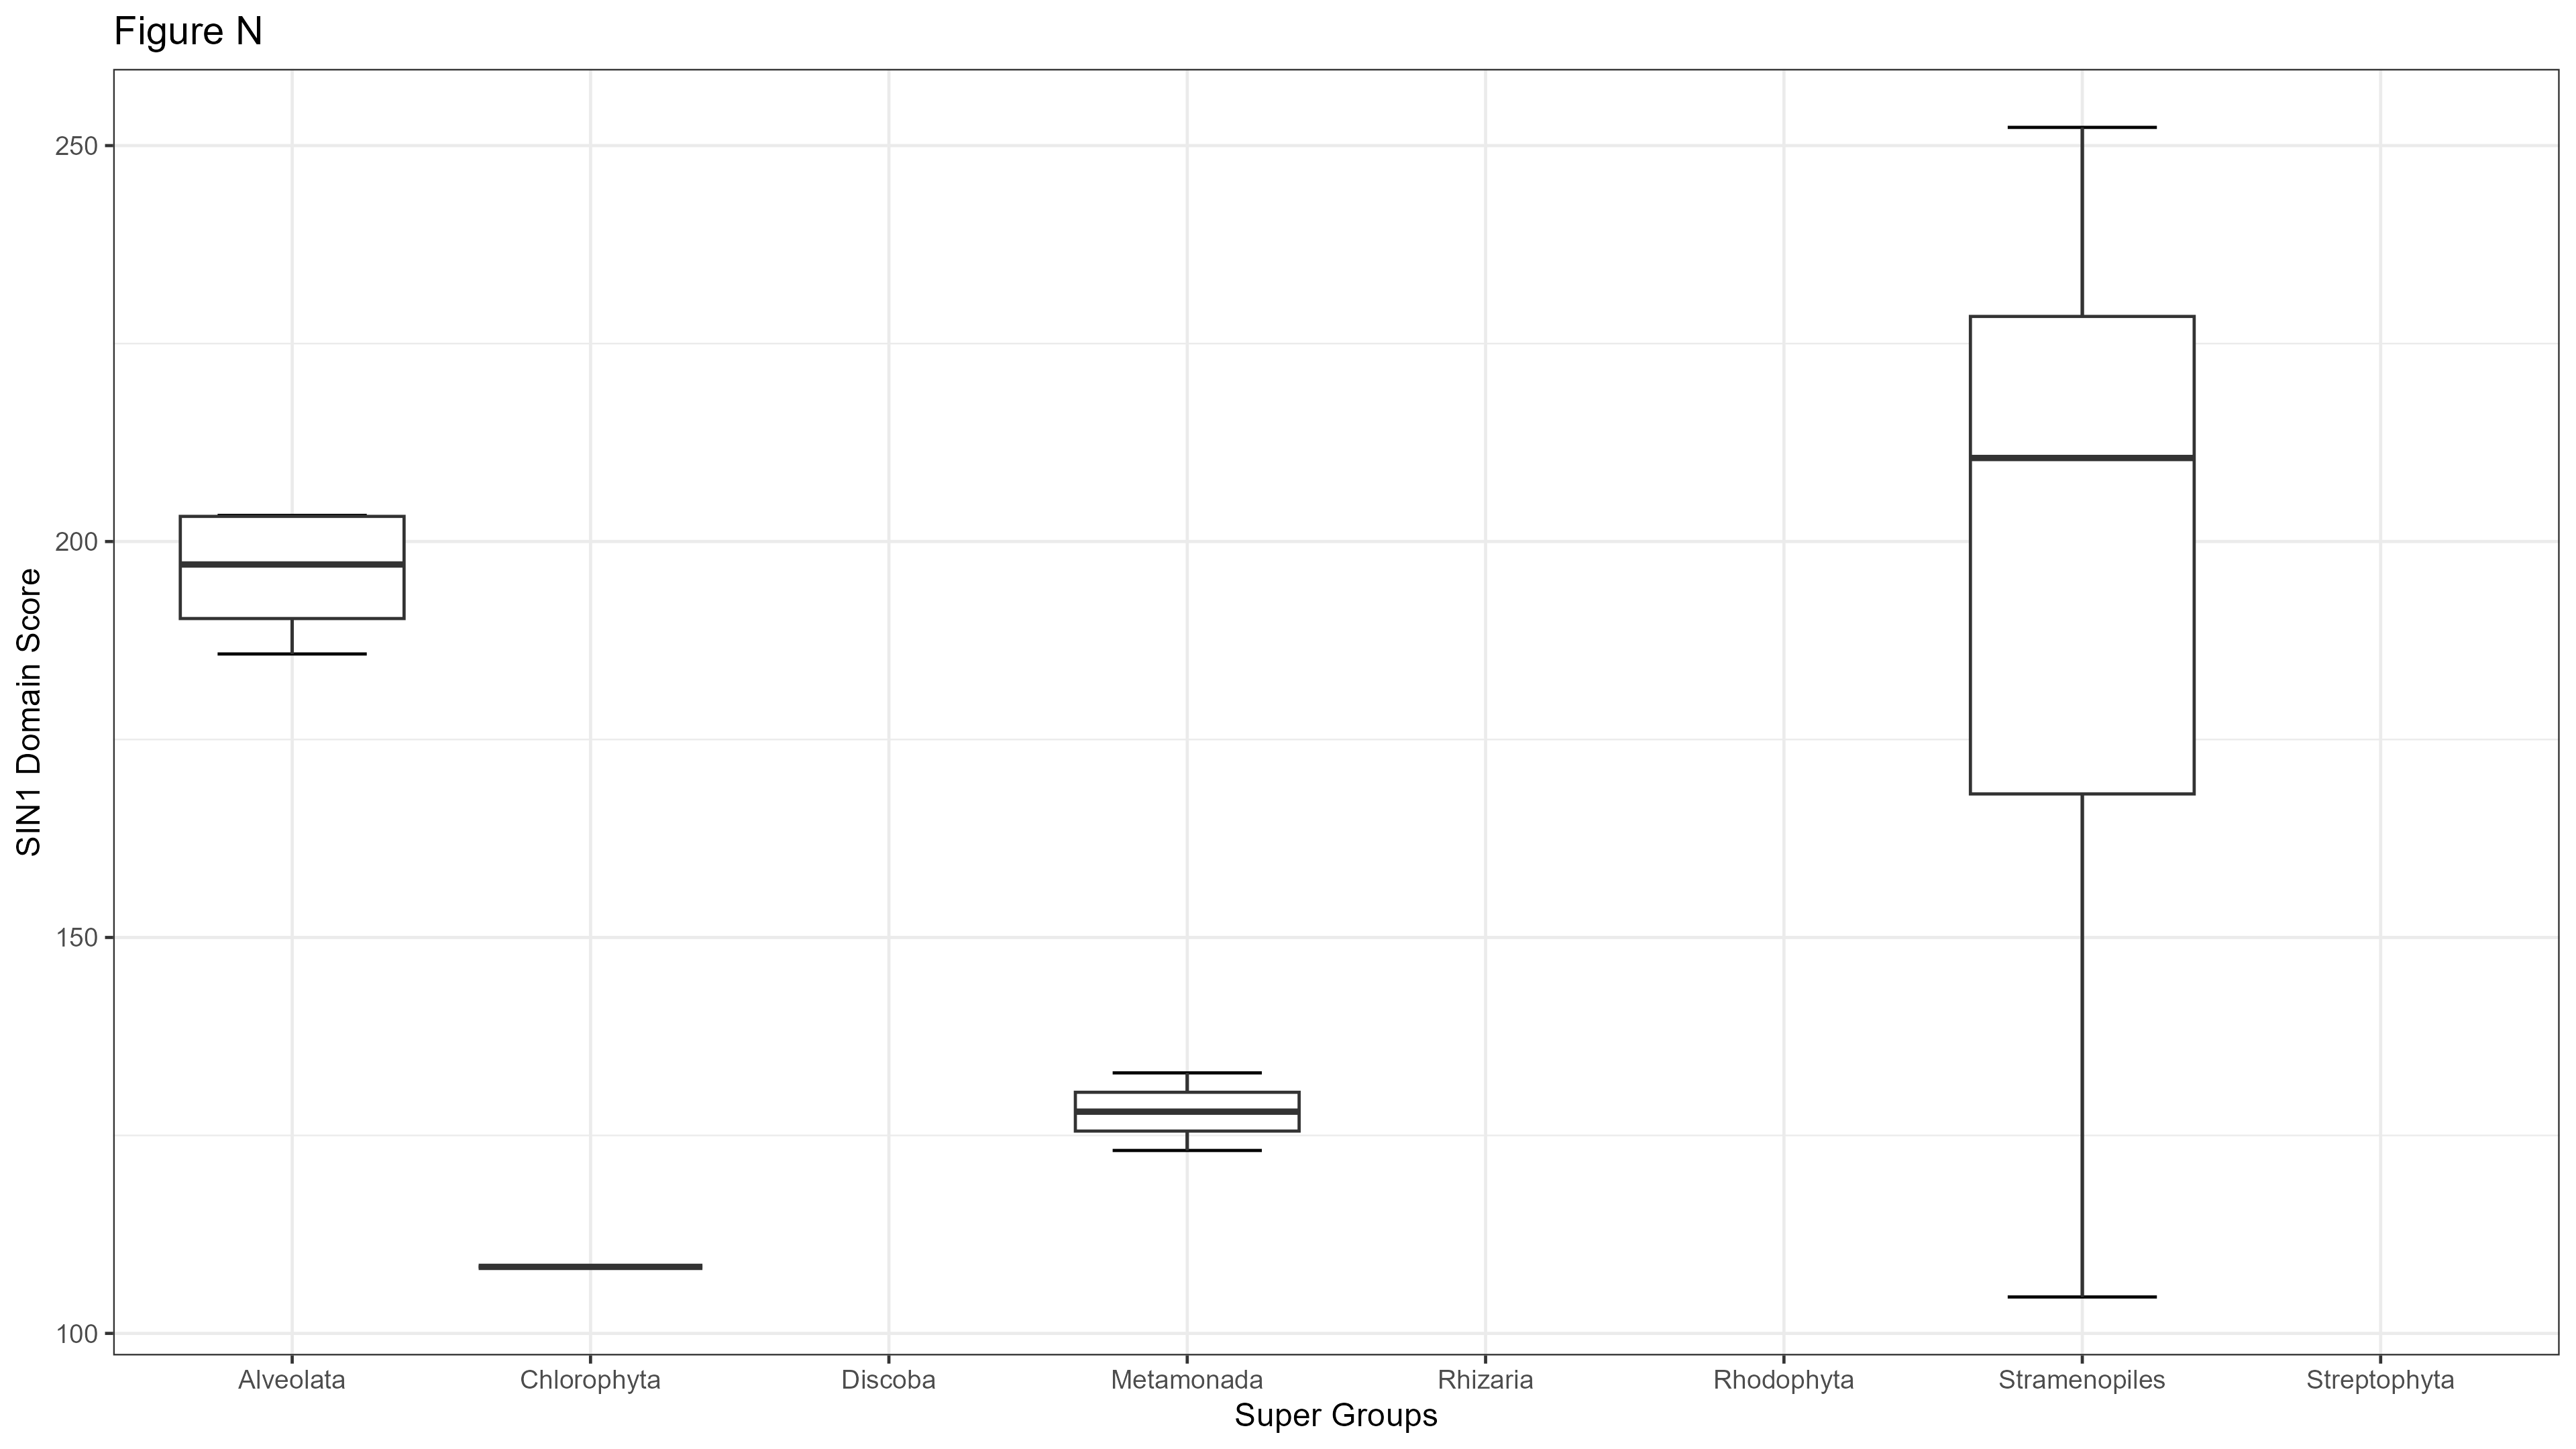 Figure N
SIN1 Domain Score
250
200
150
100
Alveolata Chlorophyta Discoba Metamonada Rhizaria Rhodophyta Stramenopiles Streptophyta
Super Groups